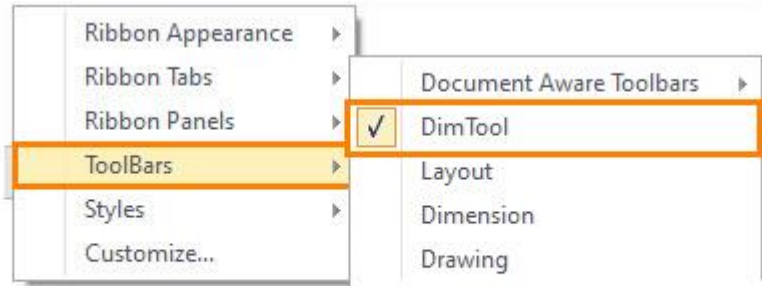 Ribbon Appearance
Ribbon Tabs
Ribbon Panels
ToolBars
Styles
Customize...
Document Aware Toolbars
DimTool
Layout
Dimension
Drawing